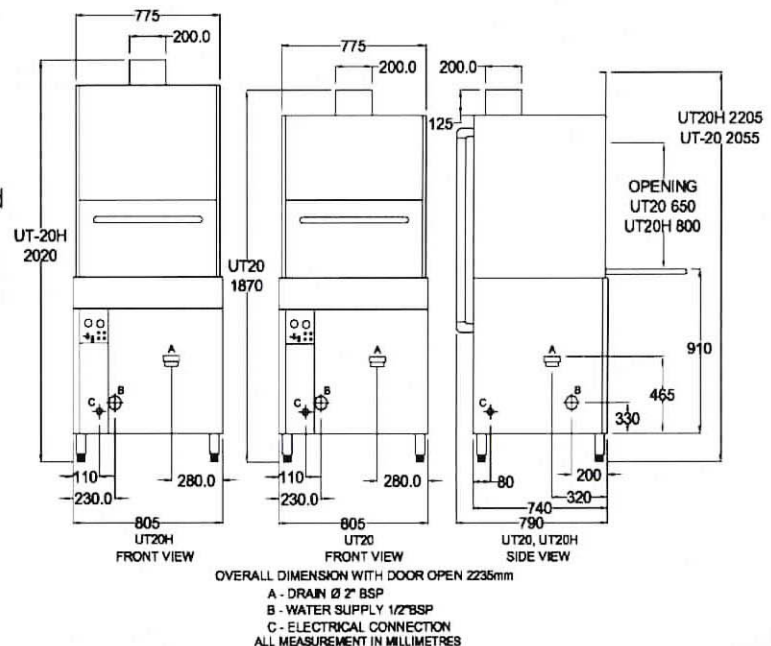 775
200.0
UT-20H
2020
A
B
C
110
230.0
280.0
805
UT20H
FRONT VIEW
775
200.0
UT20
1870
A
B
C
110
230.0
280.0
805
UT20
FRONT VIEW
200.0
125
UT20H 2205
UT-20 2055
OPENING
UT20 650
UT20H 800
910
465
330
A
B
C
80
200
320
740
790
UT20, UT20H
SIDE VIEW
OVERALL DIMENSION WITH DOOR OPEN 2235mm
A - DRAIN Ø 2" BSP
B - WATER SUPPLY 1/2"BSP
C - ELECTRICAL CONNECTION
ALL MEASUREMENT IN MILLIMETRES